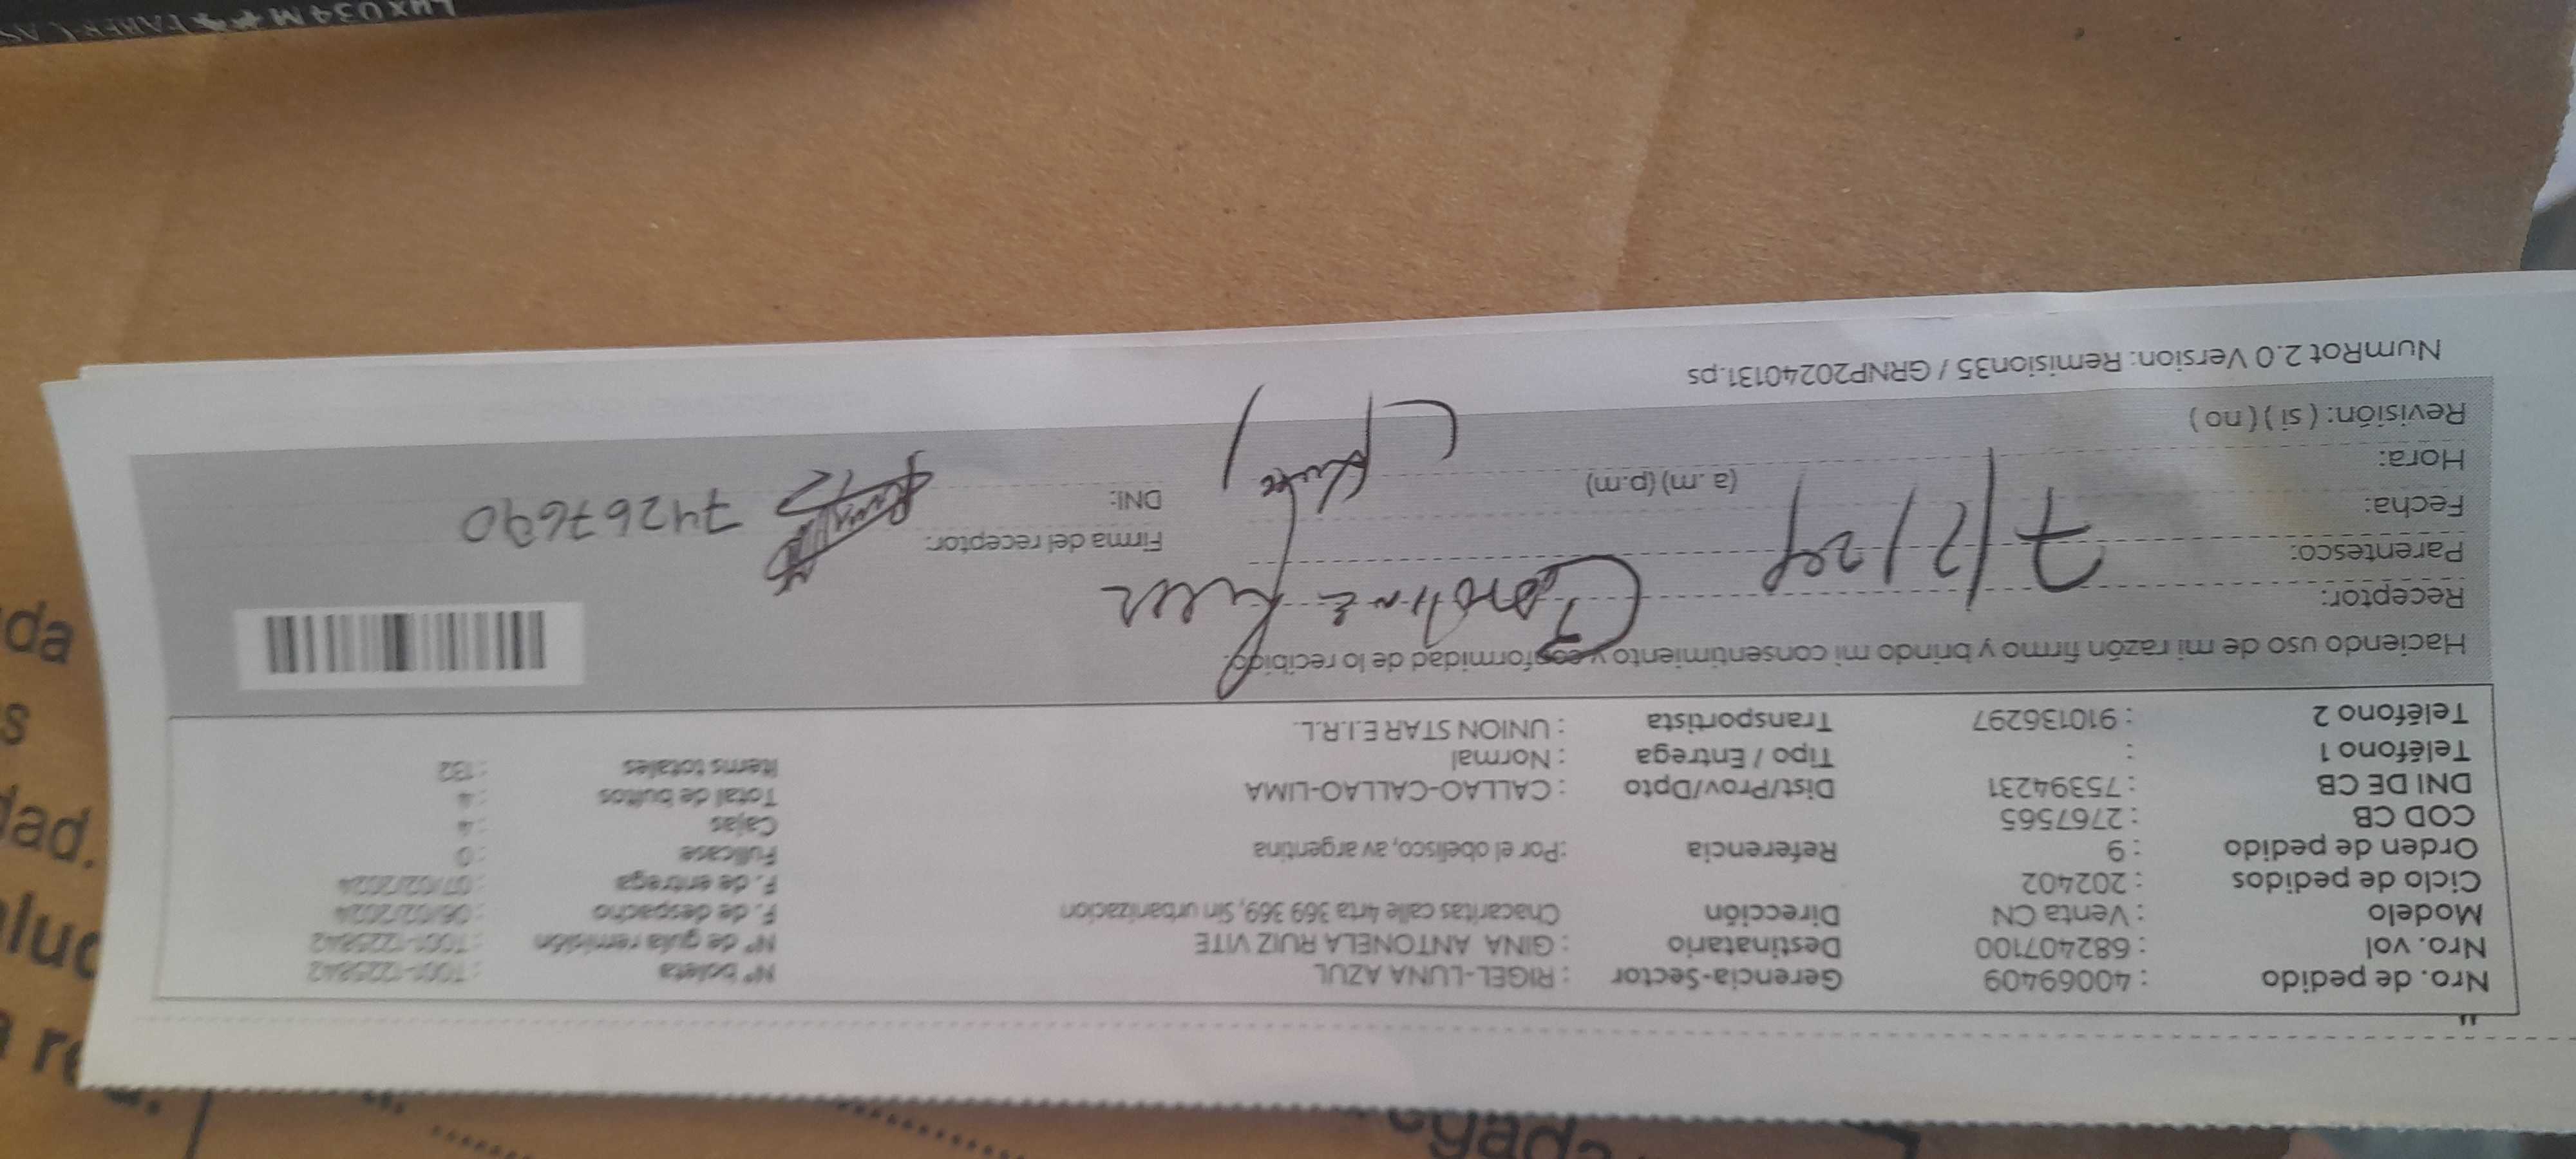 Nro. de pedido : 40069409 Gerencia-Sector : RIGEL-LUNA AZUL Nº boleta : T001-1225842
Nro. vol : 682407100 Destinatario : GINA ANTONELA RUIZ VITE Nº de guía remisión : T001-1225842
Modelo : Venta CN Dirección Chacaritas calle 4rta 369 369, Sin urbanizacion F. de despacho : 06/02/2024
Ciclo de pedidos : 202402 F. de entrega : 07/02/2024
Orden de pedido : 9 Referencia :Por el obelisco, av argentina Fullcase : 0
COD CB : 2767565 Cajas : 4
DNI DE CB : 75394231 Dist/Prov/Dpto : CALLAO-CALLAO-LIMA Total de bultos : 4
Teléfono 1 : Tipo / Entrega : Normal Items totales : 132
Teléfono 2 : 910136297 Transportista : UNION STAR E.I.R.L.
Haciendo uso de mi razón firmo y brindo mi consentimiento y conformidad de lo recibido.
Receptor:
Parentesco: Firma del receptor:
Fecha: 7/2/24 DNI: 74267690
Hora: (a.m) (p.m)
Revisión: ( si ) ( no )
NumRot 2.0 Version: Remision35 / GRNP20240131.ps
da
s
dad.
re